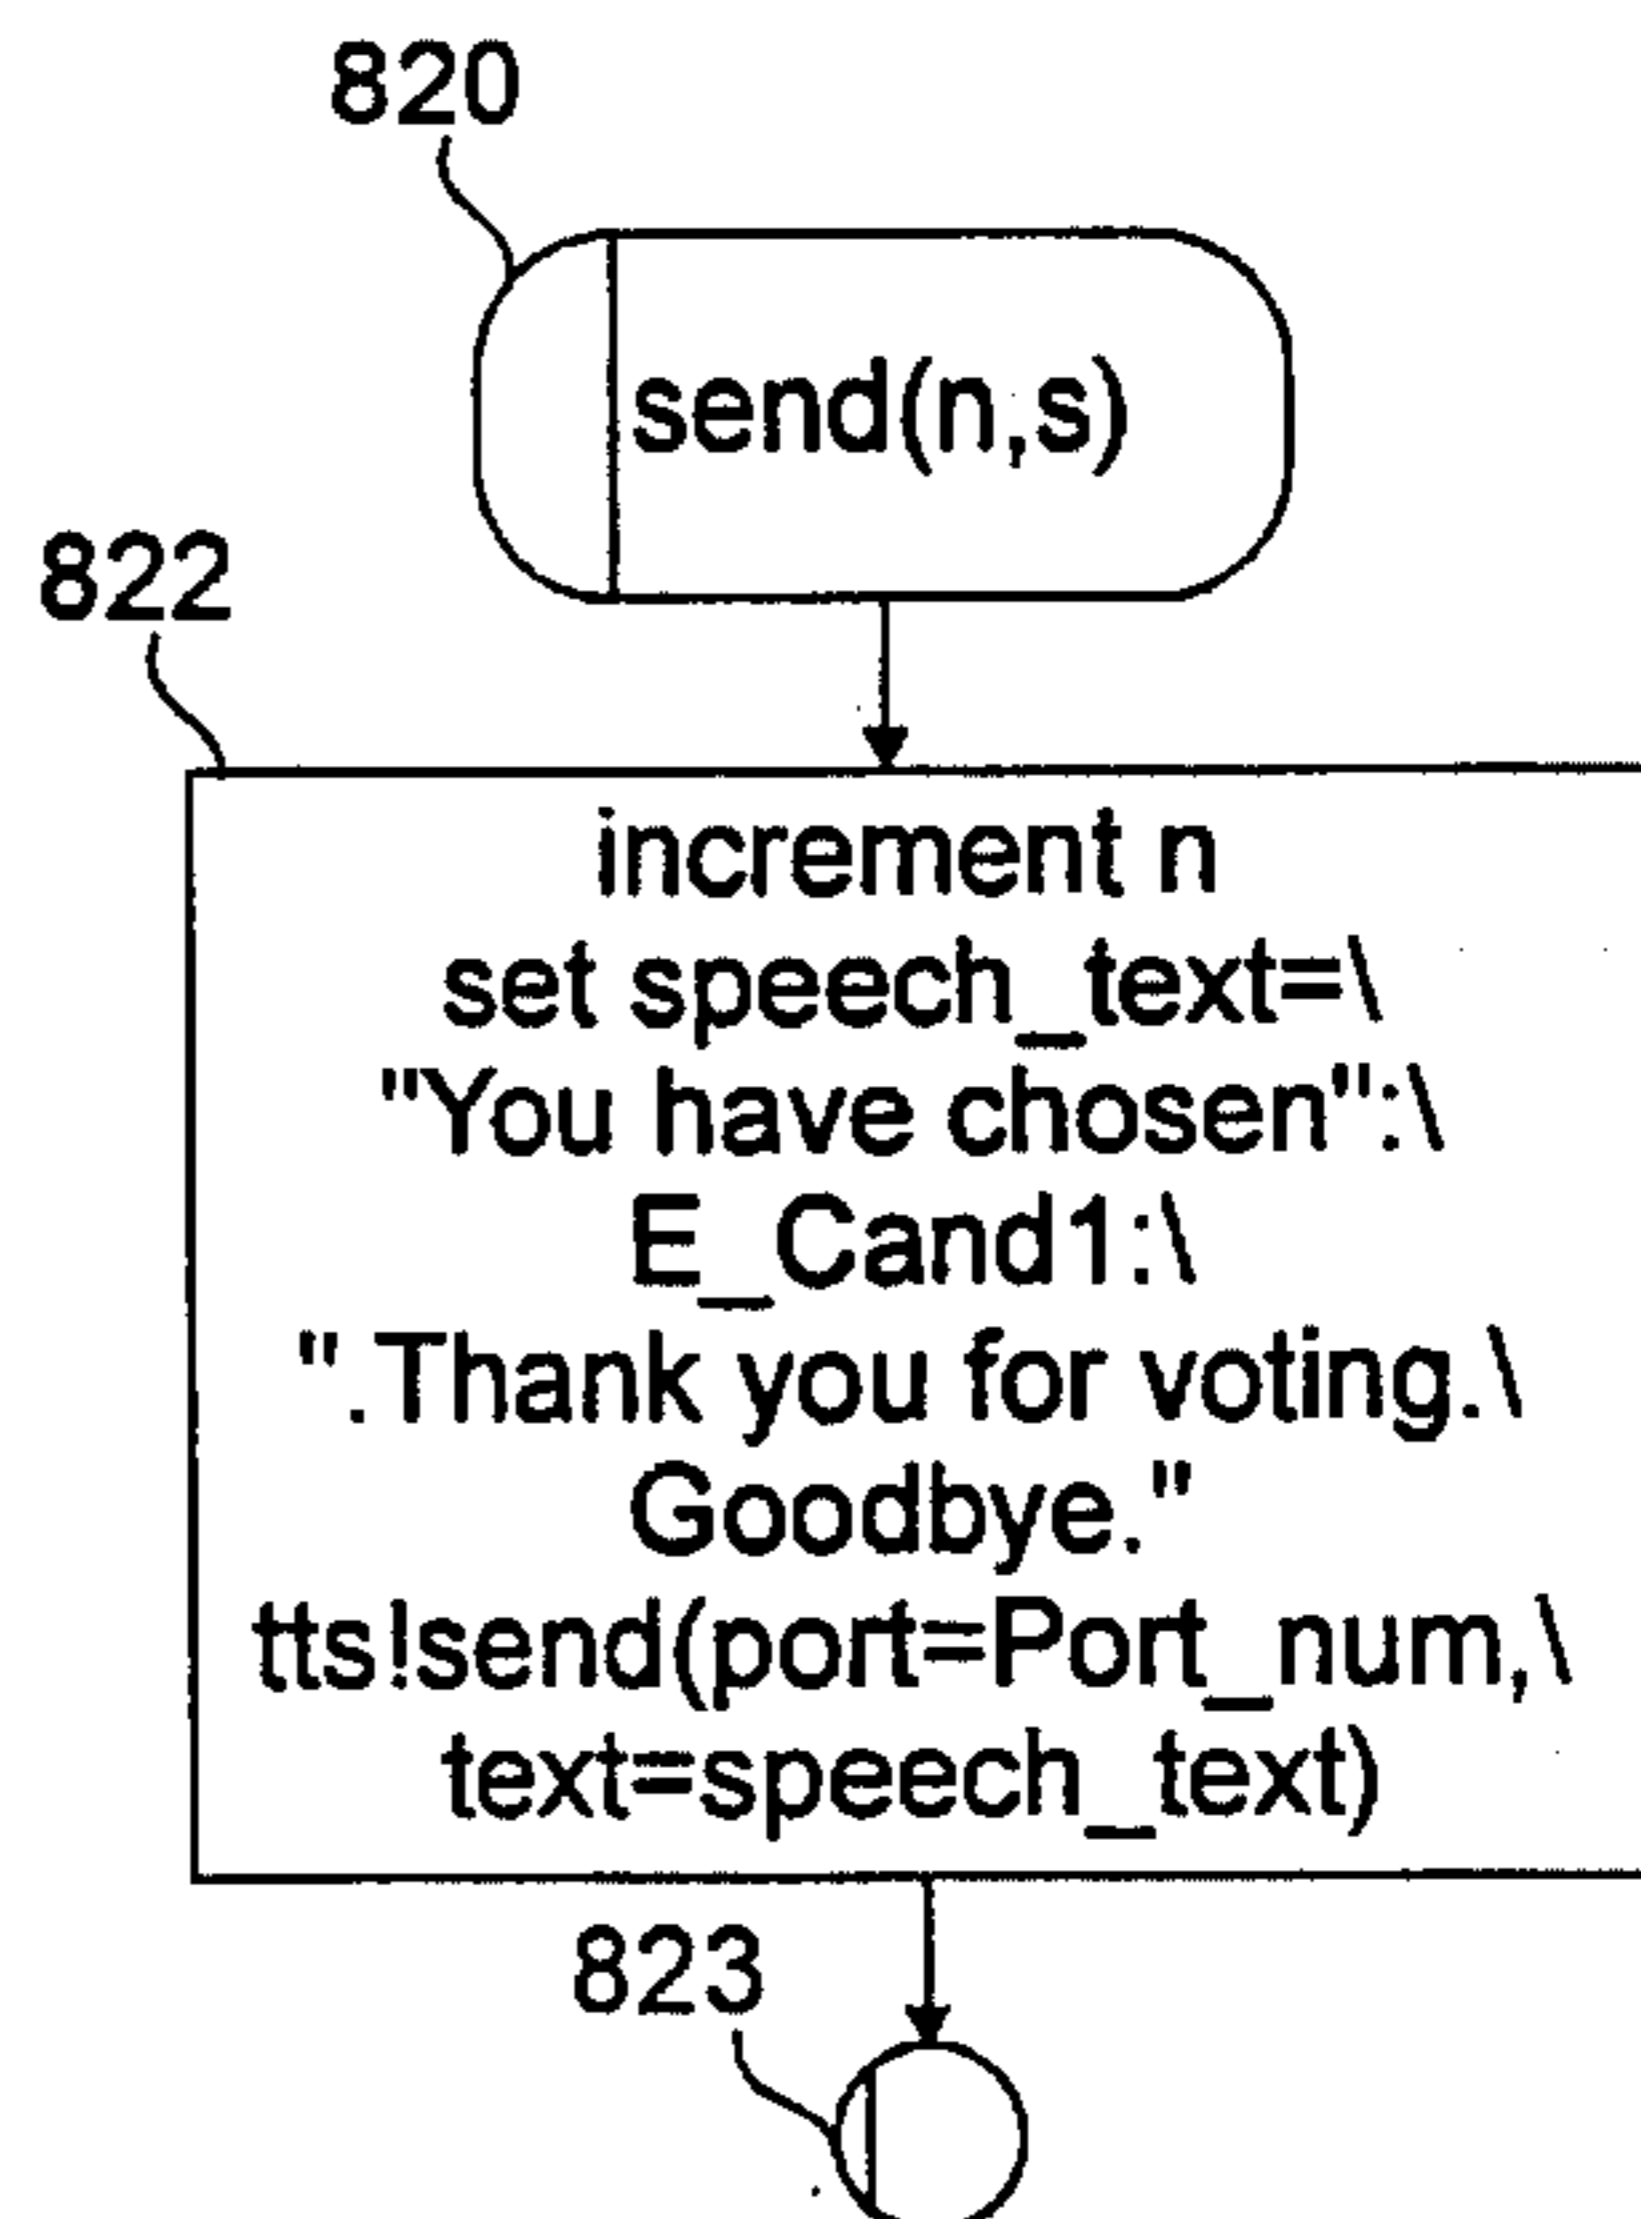 820
send(n,s)
822
increment n
set speech_text=\
"You have chosen":\
E_Cand1:\
".Thank you for voting.\
Goodbye."
tts!send(port=Port_num,\
text=speech_text)
823